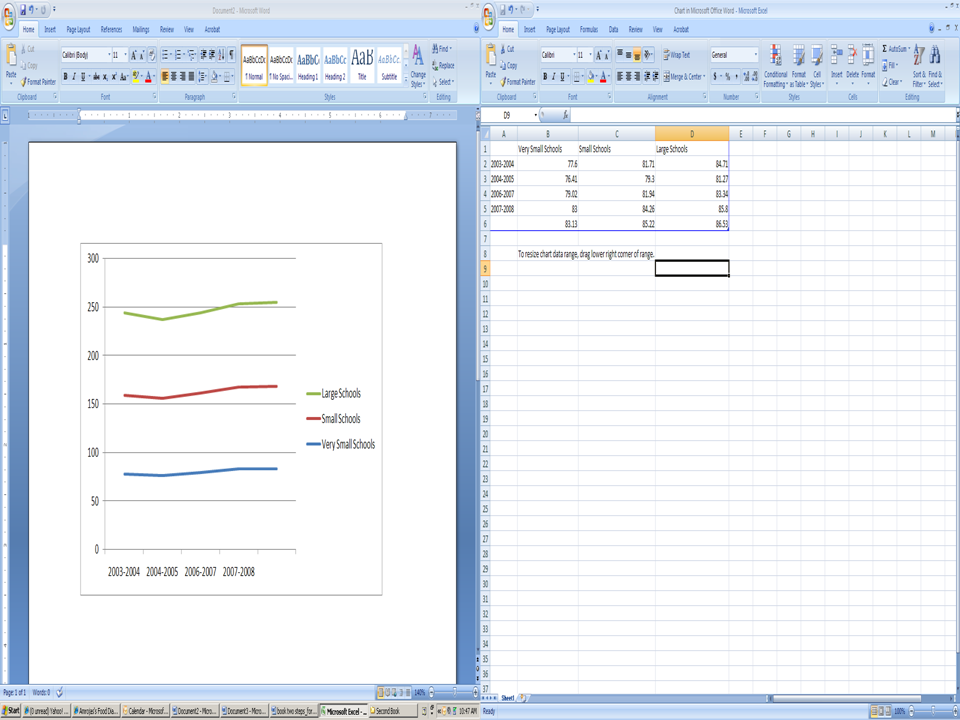 Document2 - Microsoft Word
Home Insert Page Layout References Mailings Review View Acrobat
Cut
Copy
Format Painter
Paste
Calibri (Body) 11
AaBbCcDc AaBbCcDc AaBbC AaBbCc AaB AaBbCc.
¶ Normal ¶ No Spaci... Heading 1 Heading 2 Title Subtitle
Change Styles
Find
Replace
Select
Clipboard Font Paragraph Styles Editing
300
250
200
150
100
50
0
2003-2004 2004-2005 2006-2007 2007-2008
Large Schools
Small Schools
Very Small Schools
Page: 1 of 1 Words: 0 140%
Chart in Microsoft Office Word - Microsoft Excel
Home Insert Page Layout Formulas Data Review View Acrobat
Cut
Copy
Format Painter
Paste
Calibri 11
Wrap Text
Merge & Center
General
Conditional Formatting Format as Table Cell Styles
Insert Delete Format
AutoSum
Fill
Clear
Sort & Filter Find & Select
Clipboard Font Alignment Number Styles Cells Editing
D9 fx
A B C D E F G H I J K L M
1 Very Small Schools Small Schools Large Schools
2 2003-2004 77.6 81.71 84.71
3 2004-2005 76.41 79.3 81.27
4 2006-2007 79.02 81.94 83.34
5 2007-2008 83 84.26 85.8
6 83.13 85.22 86.53
7
8 To resize chart data range, drag lower right corner of range.
9
10
11
12
13
14
15
16
17
18
19
20
21
22
23
24
25
26
27
28
29
30
31
32
33
34
35
36
37
Sheet1
Ready 100%
Start (0 unread) Yahoo! ... Anrojas's Food Dia... Calendar - Microsof... Document2 - Micro... Document3 - Micro... book two steps_for... Microsoft Excel - ... Second Book 10:47 AM